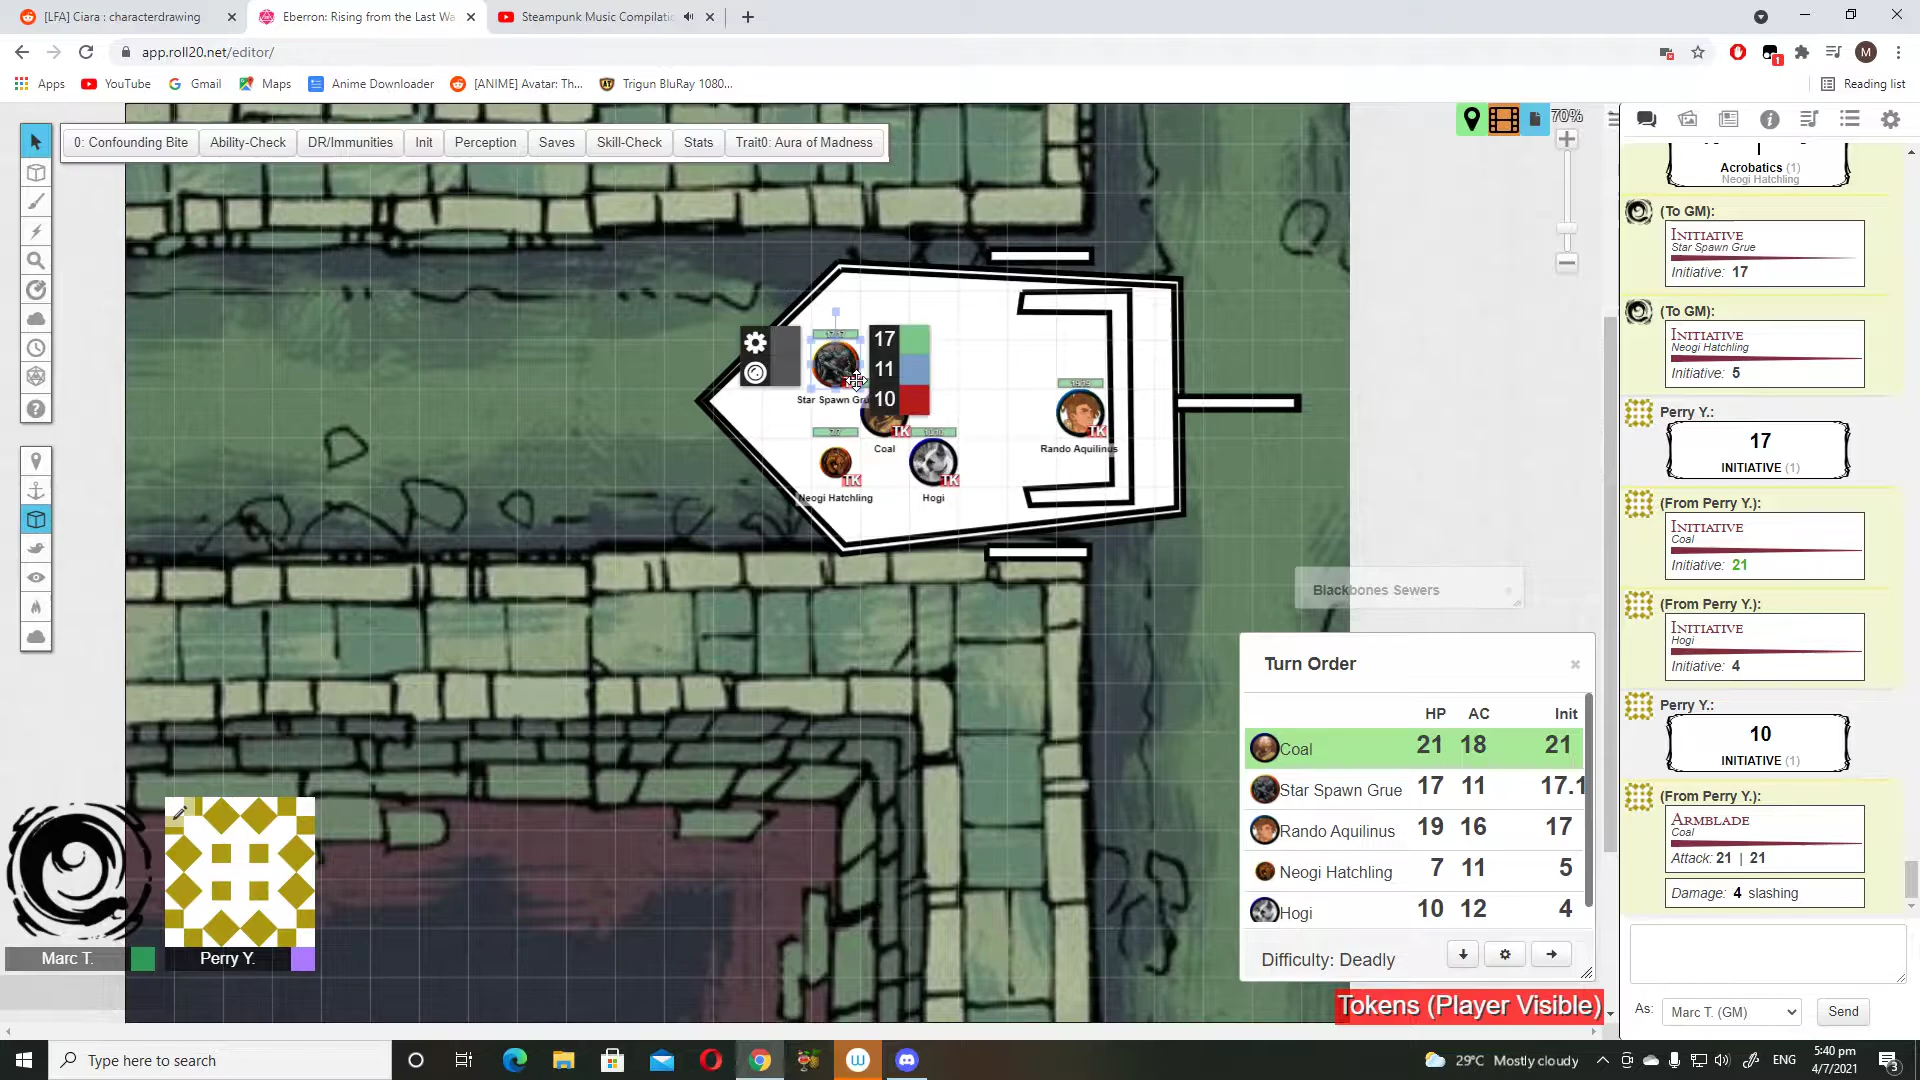 [LFA] Ciara : characterdrawing
Eberron: Rising from the Last Wa
Steampunk Music Compilatio
app.roll20.net/editor/
M
Apps
YouTube
Gmail
Maps
Anime Downloader
[ANIME] Avatar: Th...
Trigun BluRay 1080...
Reading list
0: Confounding Bite
Ability-Check
DR/Immunities
Init
Perception
Saves
Skill-Check
Stats
Trait0: Aura of Madness
70%
17
11
10
Star Spawn Gru
TK
Coal
TK
Neogi Hatchling
TK
Hogi
TK
Rando Aquilinus
Blackbones Sewers
Turn Order
HP AC Init
Coal 21 18 21
Star Spawn Grue 17 11 17.1
Rando Aquilinus 19 16 17
Neogi Hatchling 7 11 5
Hogi 10 12 4
Difficulty: Deadly
Tokens (Player Visible)
Marc T.
Perry Y.
Acrobatics (1)
Neogi Hatchling
(To GM):
Initiative
Star Spawn Grue
Initiative: 17
(To GM):
Initiative
Neogi Hatchling
Initiative: 5
Perry Y.:
17
INITIATIVE (1)
(From Perry Y.):
Initiative
Coal
Initiative: 21
(From Perry Y.):
Initiative
Hogi
Initiative: 4
Perry Y.:
10
INITIATIVE (1)
(From Perry Y.):
Armblade
Coal
Attack: 21 | 21
Damage: 4 slashing
As:
Marc T. (GM)
Send
Type here to search
29°C Mostly cloudy
ENG
5:40 pm
4/7/2021
3